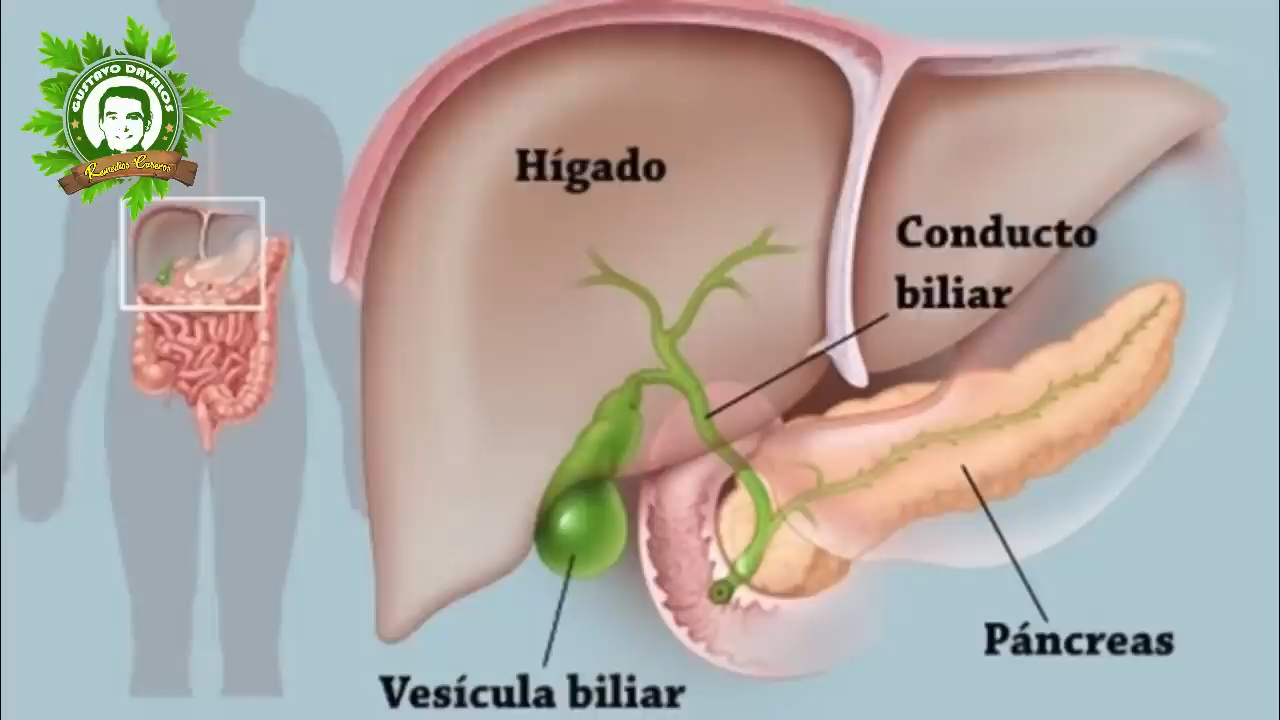 GUSTAVO DAVALOS
Remedios Caseros
Hígado
Conducto
biliar
Páncreas
Vesícula biliar